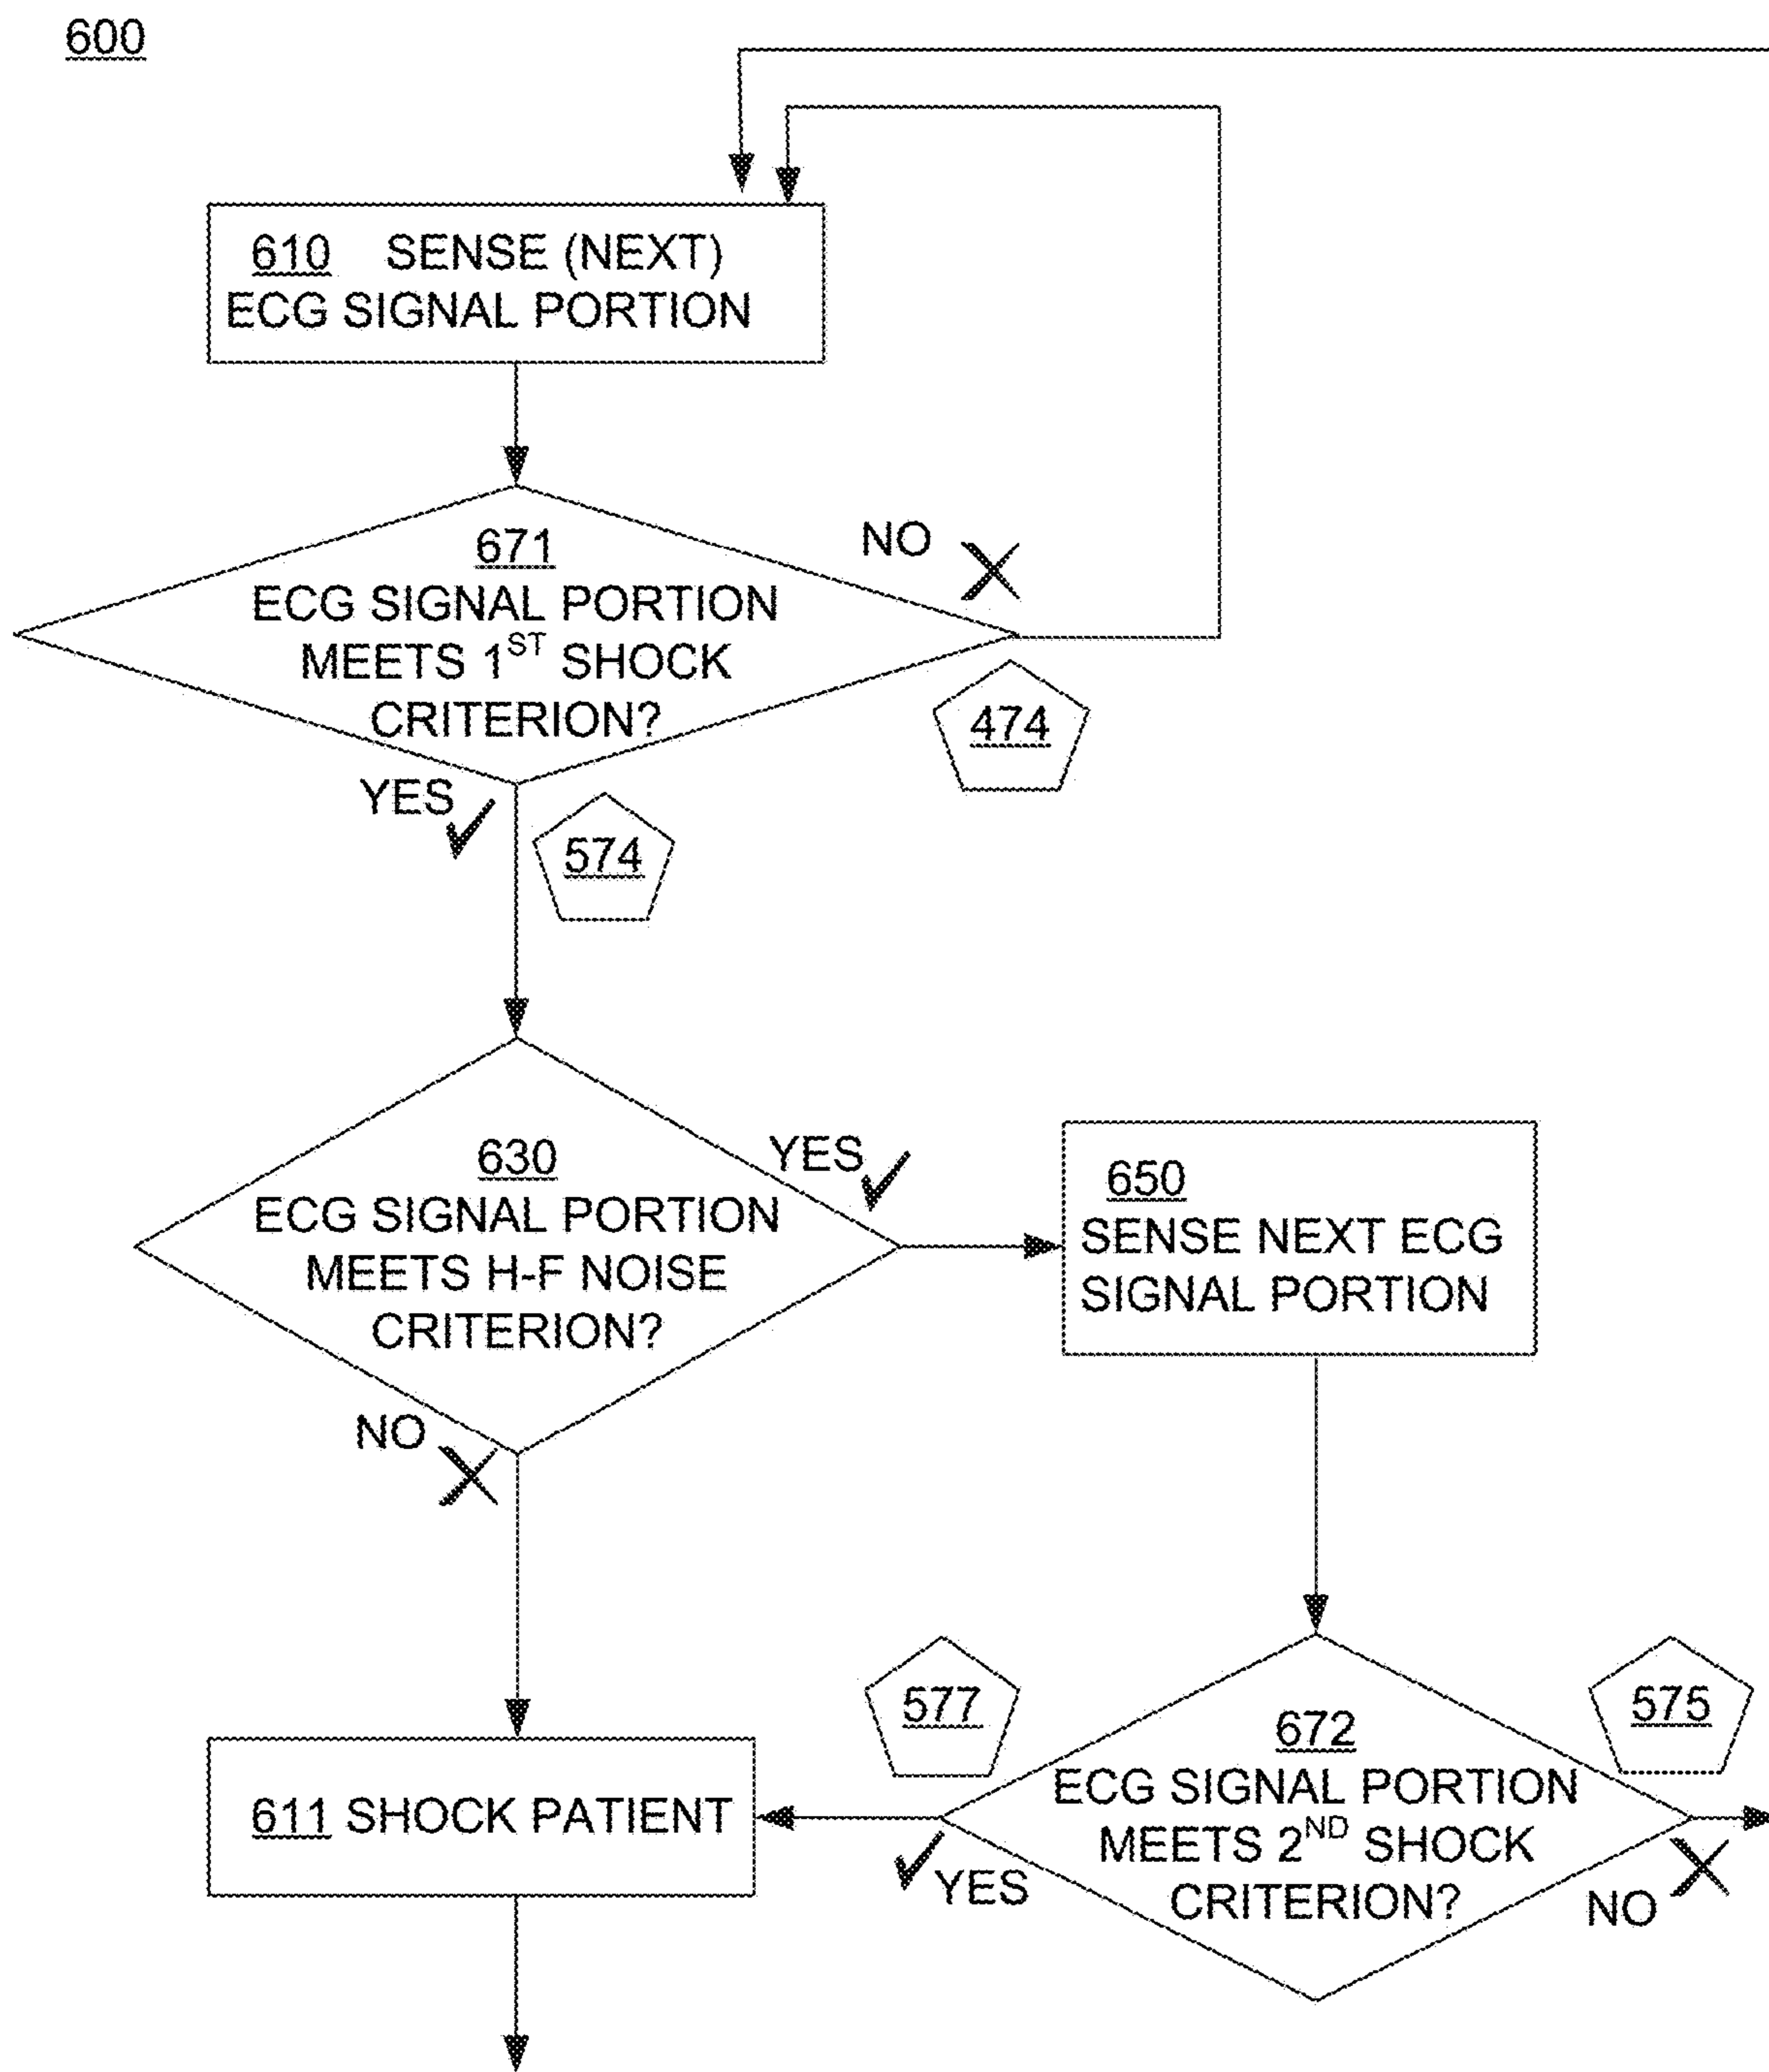 600
610 SENSE (NEXT)
ECG SIGNAL PORTION
671
ECG SIGNAL PORTION
MEETS 1ST SHOCK
CRITERION?
NO
474
YES
574
630
ECG SIGNAL PORTION
MEETS H-F NOISE
CRITERION?
YES
NO
650
SENSE NEXT ECG
SIGNAL PORTION
577
575
672
ECG SIGNAL PORTION
MEETS 2ND SHOCK
CRITERION?
YES
NO
611 SHOCK PATIENT